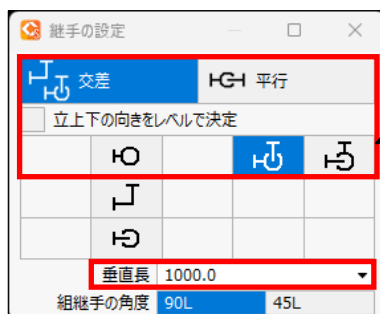 継手の設定
交差 平行
立上下の向きをレベルで決定
垂直長 1000.0
組継手の角度 90L 45L